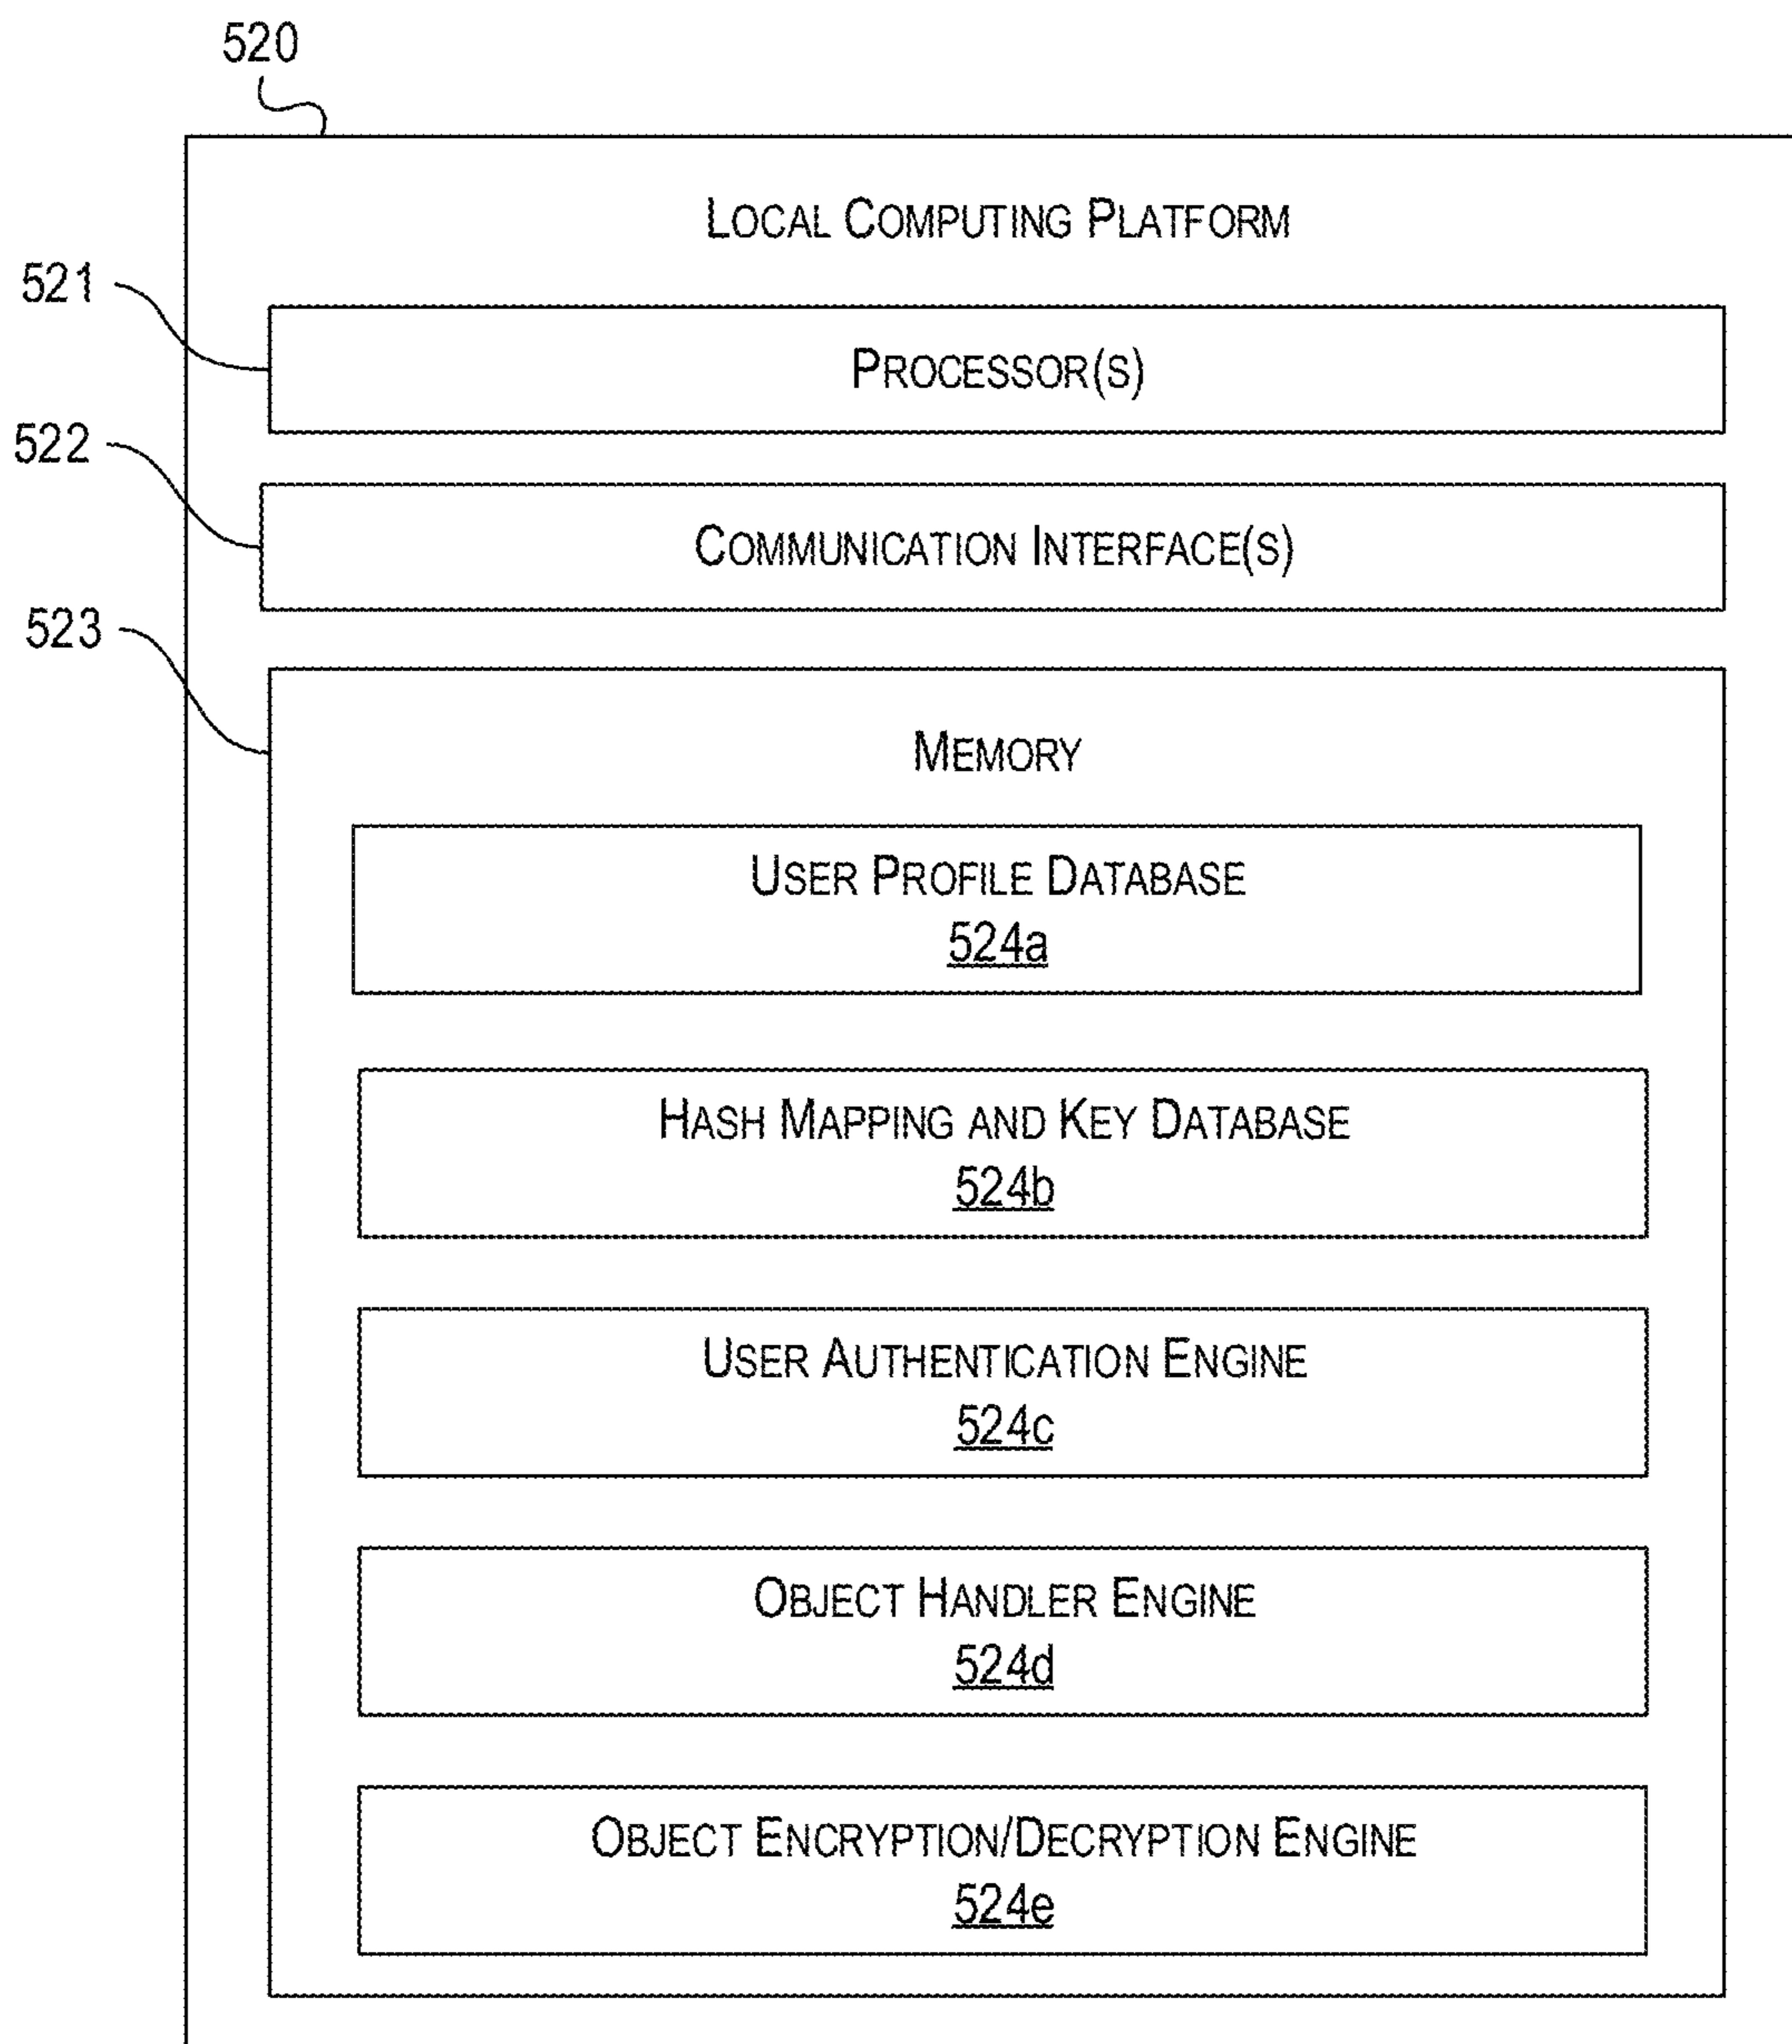 520
LOCAL COMPUTING PLATFORM
521
PROCESSOR(S)
522
COMMUNICATION INTERFACE(S)
523
MEMORY
USER PROFILE DATABASE
524a
HASH MAPPING AND KEY DATABASE
524b
USER AUTHENTICATION ENGINE
524c
OBJECT HANDLER ENGINE
524d
OBJECT ENCRYPTION/DECRYPTION ENGINE
524e